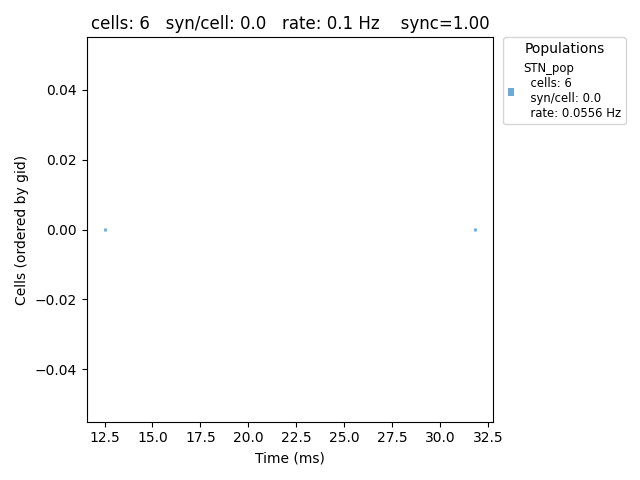 cells: 6   syn/cell: 0.0   rate: 0.1 Hz    sync=1.00
Populations
STN_pop
cells: 6
syn/cell: 0.0
rate: 0.0556 Hz
Cells (ordered by gid)
0.04
0.02
0.00
−0.02
−0.04
12.5 15.0 17.5 20.0 22.5 25.0 27.5 30.0 32.5
Time (ms)